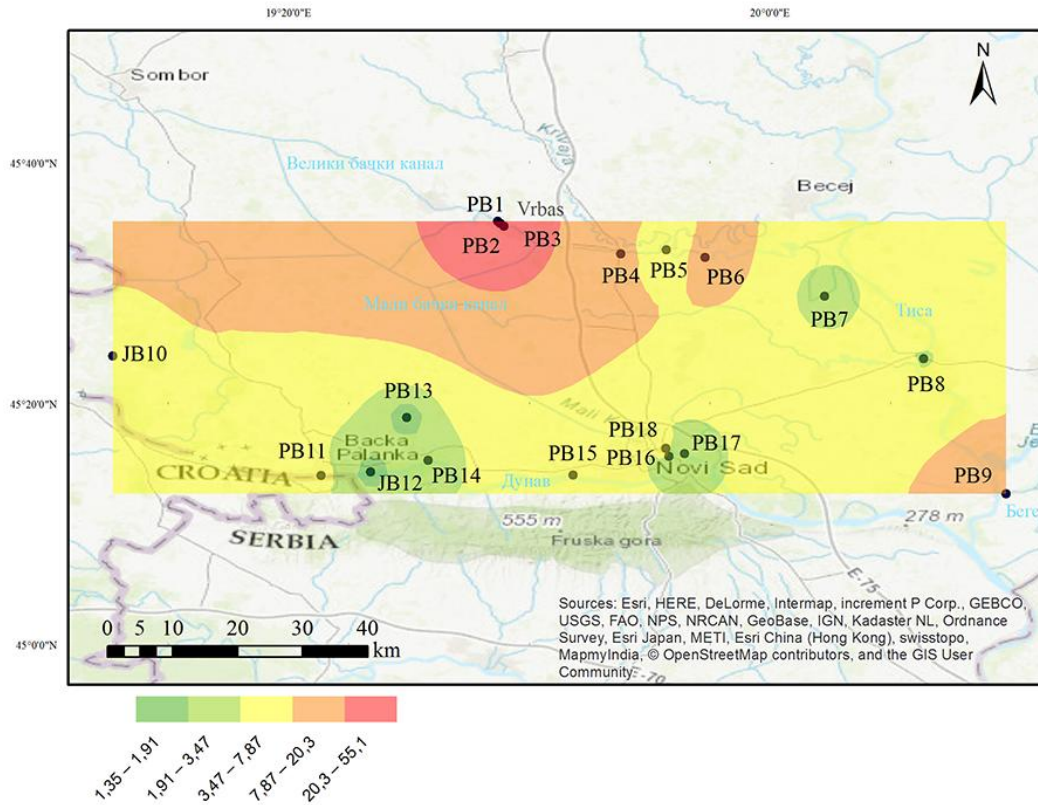 19°20'0"E 20°0'0"E
N
Sombor
Krivaja
45°40'0"N
Велики бачки канал
Becej
PB1 Vrbas
PB2 PB3
PB4 PB5 PB6
Мали бачки канал
PB7
Тиса
JB10
PB8
PB13
45°20'0"N
Mali
Backa
Palanka
PB18 PB17
PB11 PB15 PB16
CROATIA JB12 PB14 Novi Sad PB9
Дунав
Беге
555 m 278 m
SERBIA Fruska gora
E-75
Sources: Esri, HERE, DeLorme, Intermap, increment P Corp., GEBCO,
USGS, FAO, NPS, NRCAN, GeoBase, IGN, Kadaster NL, Ordnance
Survey, Esri Japan, METI, Esri China (Hong Kong), swisstopo,
MapmyIndia, © OpenStreetMap contributors, and the GIS User
Community
E-70
45°0'0"N
0 5 10 20 30 40
km
1,35 – 1,91
1,91 – 3,47
3,47 – 7,87
7,87 – 20,3
20,3 – 55,1